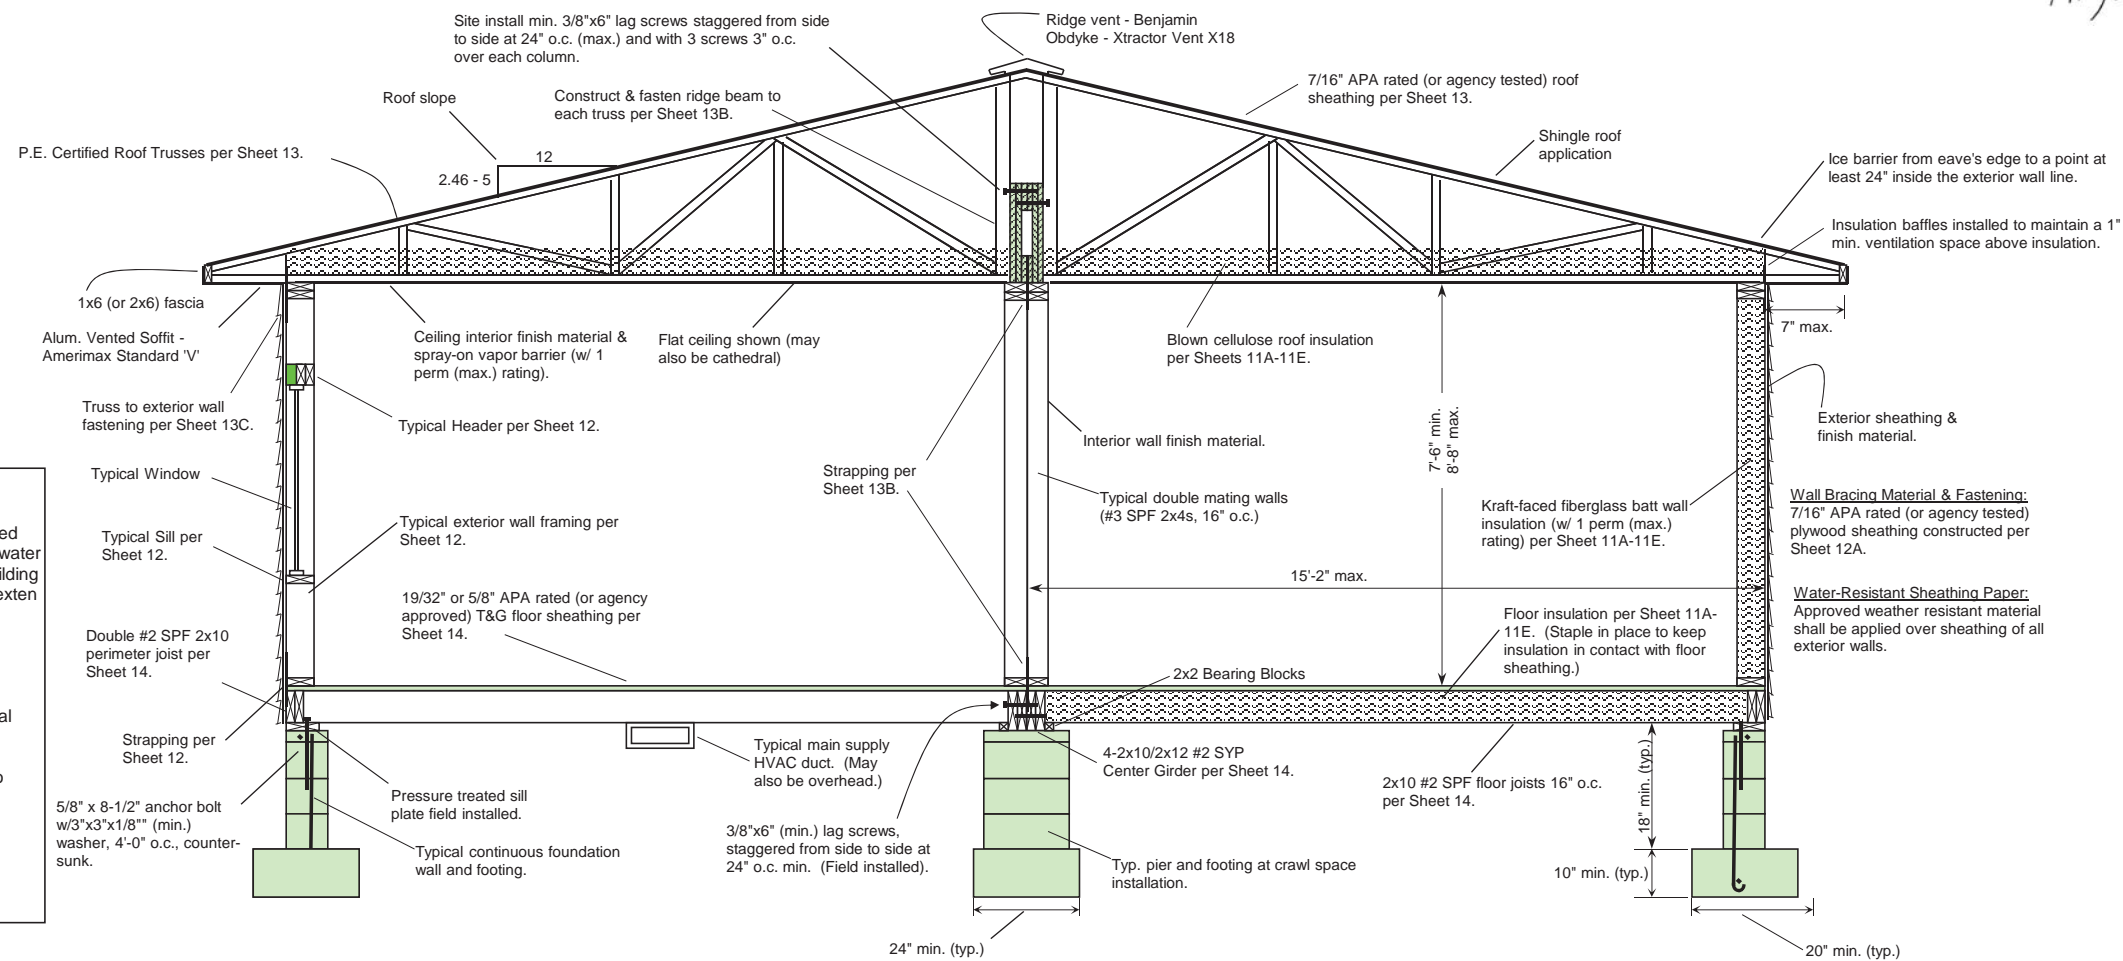 Site install min. 3/8"x6" lag screws staggered from side
to side at 24" o.c. (max.) and with 3 screws 3" o.c.
over each column.
Ridge vent - Benjamin
Obdyke - Xtractor Vent X18
Roof slope
Construct & fasten ridge beam to
each truss per Sheet 13B.
7/16" APA rated (or agency tested) roof
sheathing per Sheet 13.
P.E. Certified Roof Trusses per Sheet 13.
12
2.46 - 5
Shingle roof
application
Ice barrier from eave's edge to a point at
least 24" inside the exterior wall line.
Insulation baffles installed to maintain a 1"
min. ventilation space above insulation.
1x6 (or 2x6) fascia
Alum. Vented Soffit -
Amerimax Standard 'V'
Ceiling interior finish material &
spray-on vapor barrier (w/ 1
perm (max.) rating).
Flat ceiling shown (may
also be cathedral)
Blown cellulose roof insulation
per Sheets 11A-11E.
7" max.
Truss to exterior wall
fastening per Sheet 13C.
Typical Header per Sheet 12.
Interior wall finish material.
7'-6" min.
8'-8" max.
Exterior sheathing &
finish material.
Typical Window
Strapping per
Sheet 13B.
Typical double mating walls
(#3 SPF 2x4s, 16" o.c.)
Kraft-faced fiberglass batt wall
insulation (w/ 1 perm (max.)
rating) per Sheet 11A-11E.
Wall Bracing Material & Fastening:
7/16" APA rated (or agency tested)
plywood sheathing constructed per
Sheet 12A.
Typical Sill per
Sheet 12.
Typical exterior wall framing per
Sheet 12.
ed
water
ilding
exten
al
19/32" or 5/8" APA rated (or agency
approved) T&G floor sheathing per
Sheet 14.
15'-2" max.
Floor insulation per Sheet 11A-
11E. (Staple in place to keep
insulation in contact with floor
sheathing.)
Water-Resistant Sheathing Paper:
Approved weather resistant material
shall be applied over sheathing of all
exterior walls.
Double #2 SPF 2x10
perimeter joist per
Sheet 14.
2x2 Bearing Blocks
Strapping per
Sheet 12.
Typical main supply
HVAC duct. (May
also be overhead.)
4-2x10/2x12 #2 SYP
Center Girder per Sheet 14.
2x10 #2 SPF floor joists 16" o.c.
per Sheet 14.
18" min. (typ.)
5/8" x 8-1/2" anchor bolt
w/3"x3"x1/8"" (min.)
washer, 4'-0" o.c., counter-
sunk.
Pressure treated sill
plate field installed.
3/8"x6" (min.) lag screws,
staggered from side to side at
24" o.c. min. (Field installed).
Typical continuous foundation
wall and footing.
Typ. pier and footing at crawl space
installation.
10" min. (typ.)
24" min. (typ.)
20" min. (typ.)